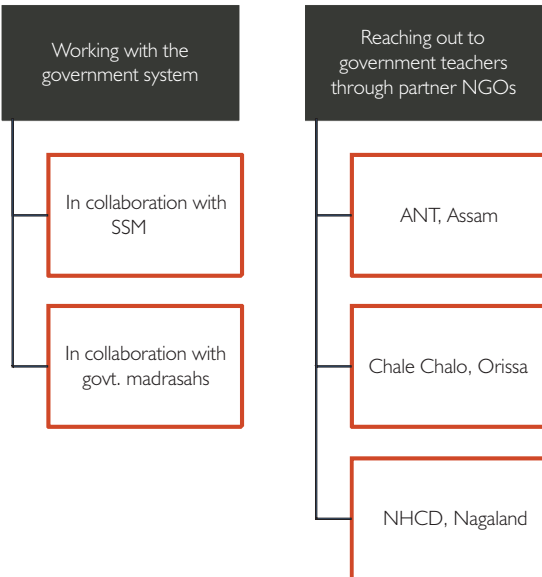 Working with the
government system
In collaboration with
SSM
In collaboration with
govt. madrasahs
Reaching out to
government teachers
through partner NGOs
ANT, Assam
Chale Chalo, Orissa
NHCD, Nagaland